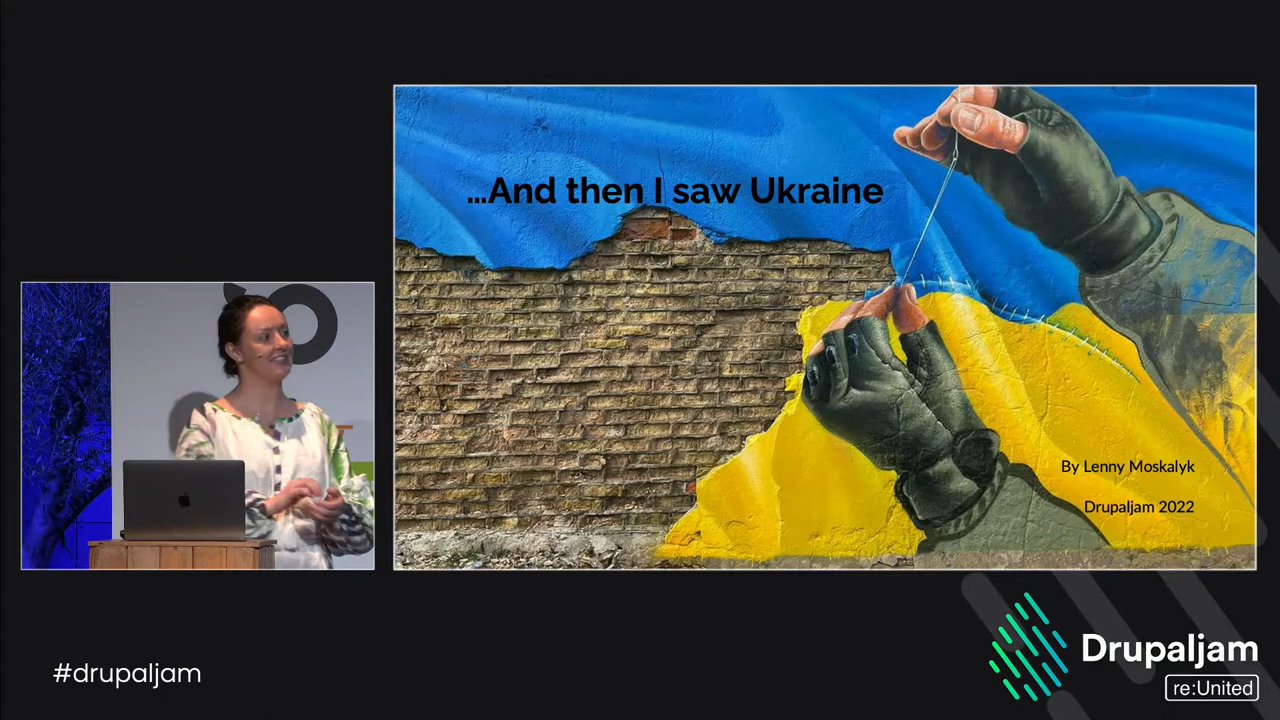 ...And then I saw Ukraine
By Lenny Moskalyk
Drupaljam 2022
#drupaljam
Drupaljam
re:United